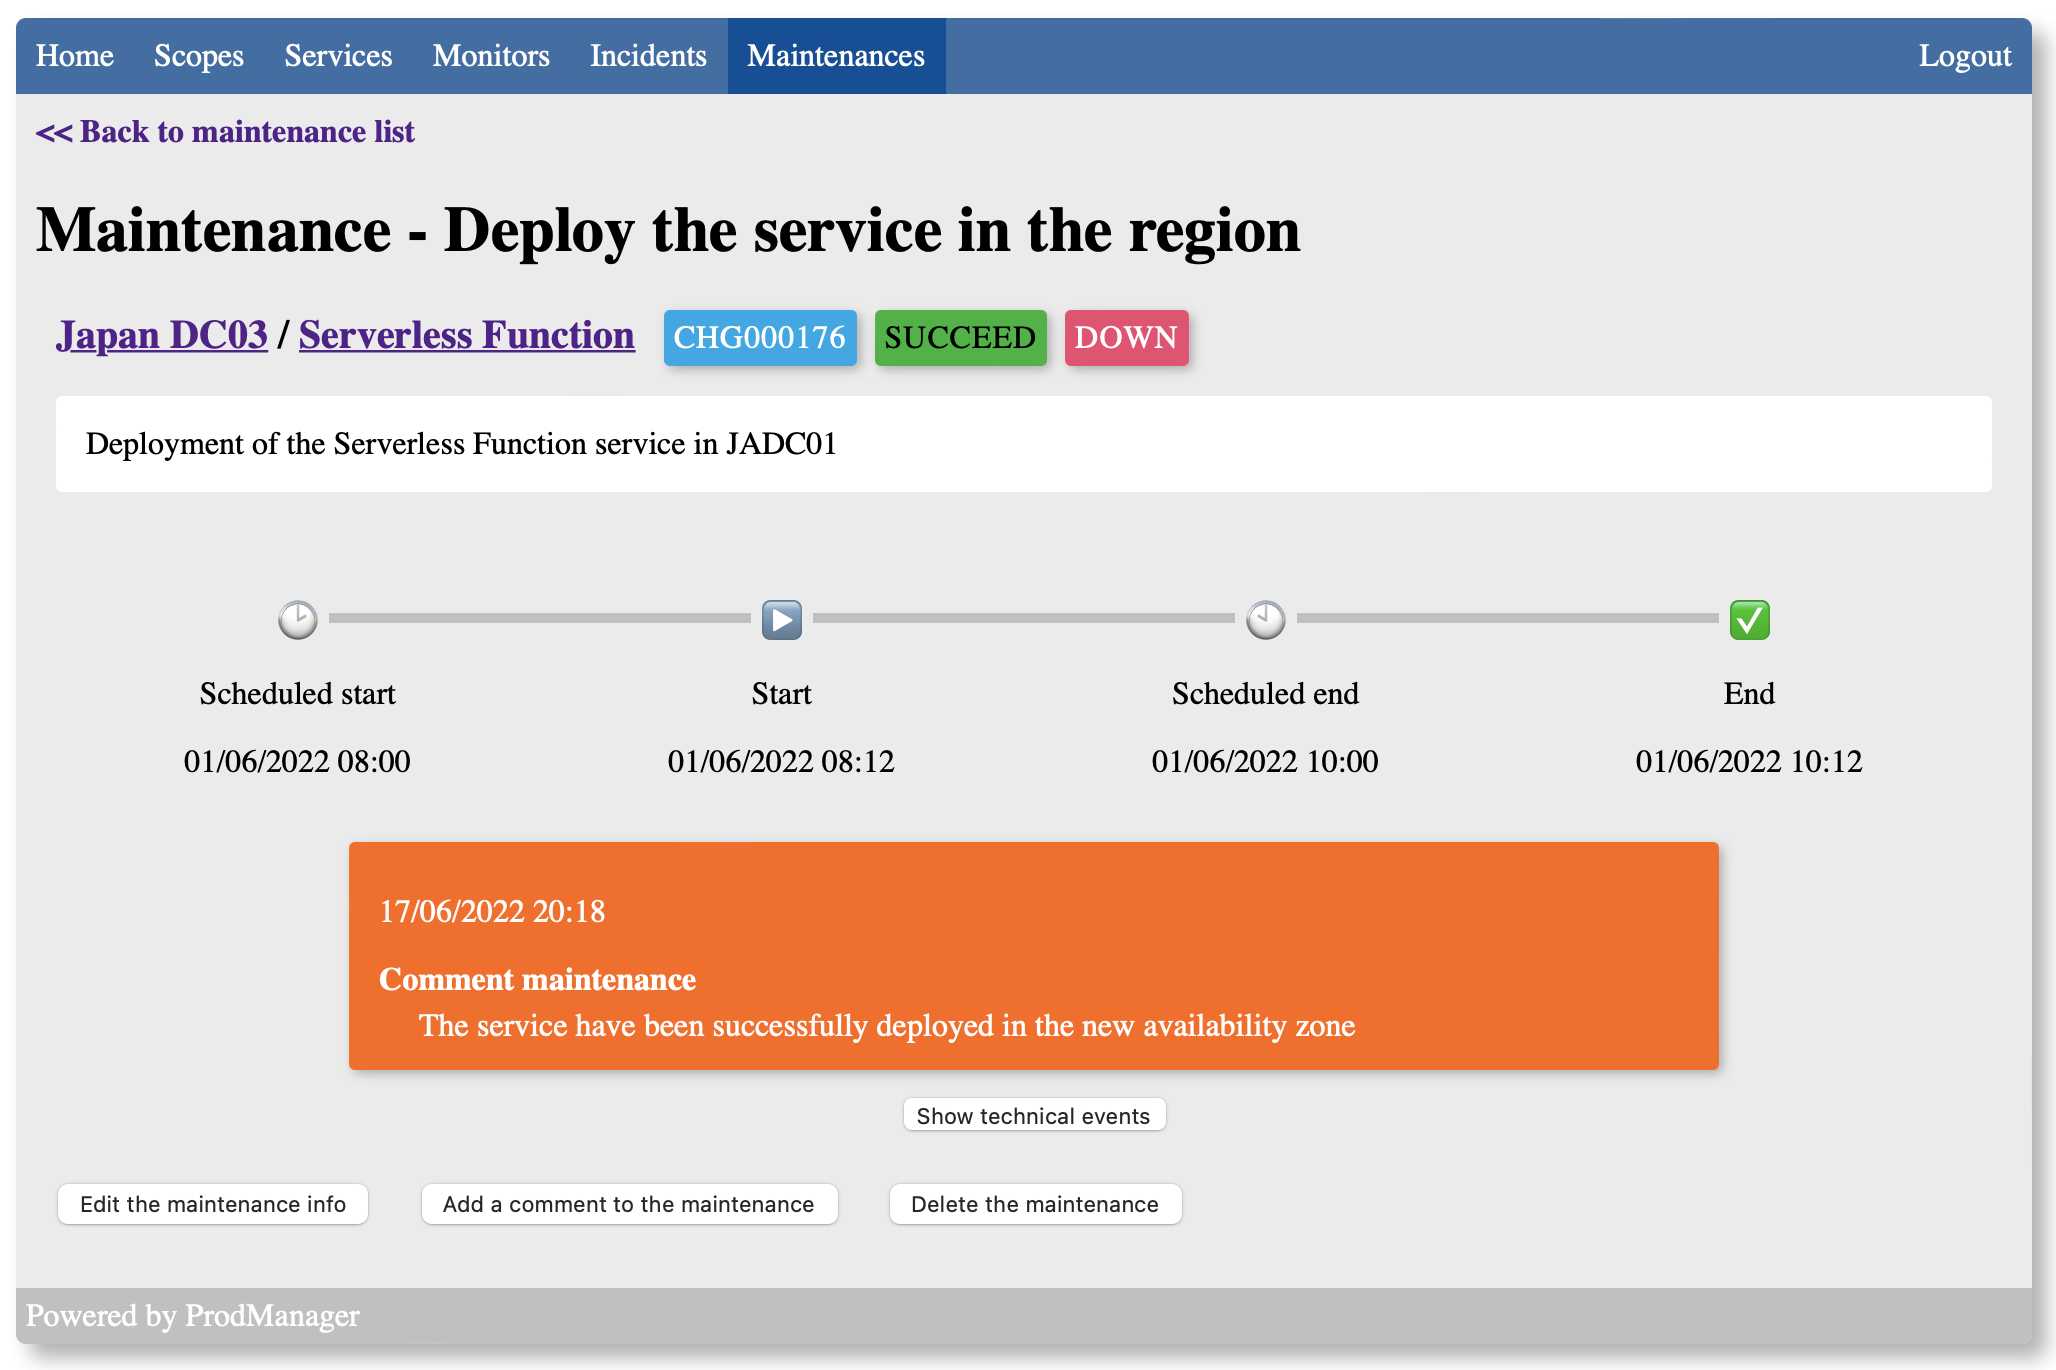 Home Scopes Services Monitors Incidents Maintenances Logout
<< Back to maintenance list
Maintenance - Deploy the service in the region
Japan DC03 / Serverless Function CHG000176 SUCCEED DOWN
Deployment of the Serverless Function service in JADC01
Scheduled start Start Scheduled end End
01/06/2022 08:00 01/06/2022 08:12 01/06/2022 10:00 01/06/2022 10:12
17/06/2022 20:18
Comment maintenance
The service have been successfully deployed in the new availability zone
Show technical events
Edit the maintenance info Add a comment to the maintenance Delete the maintenance
Powered by ProdManager